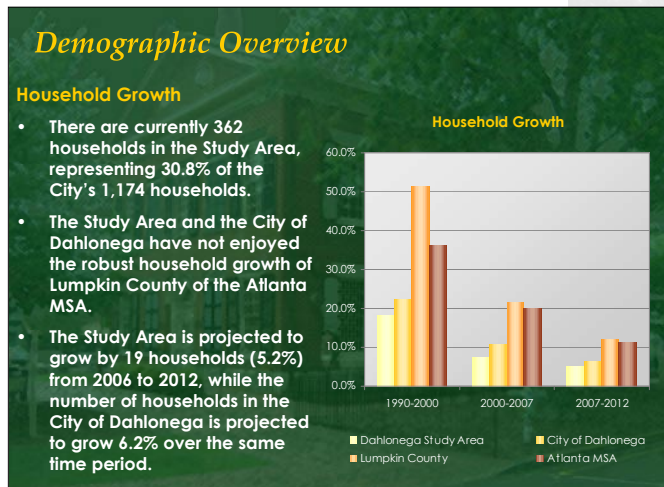 Demographic Overview
Household Growth
• There are currently 362
households in the Study Area,
representing 30.8% of the
City's 1,174 households.
• The Study Area and the City of
Dahlonega have not enjoyed
the robust household growth of
Lumpkin County of the Atlanta
MSA.
• The Study Area is projected to
grow by 19 households (5.2%)
from 2006 to 2012, while the
number of households in the
City of Dahlonega is projected
to grow 6.2% over the same
time period.
Household Growth
60.0%
50.0%
40.0%
30.0%
20.0%
10.0%
0.0%
1990-2000 2000-2007 2007-2012
Dahlonega Study Area City of Dahlonega
Lumpkin County Atlanta MSA